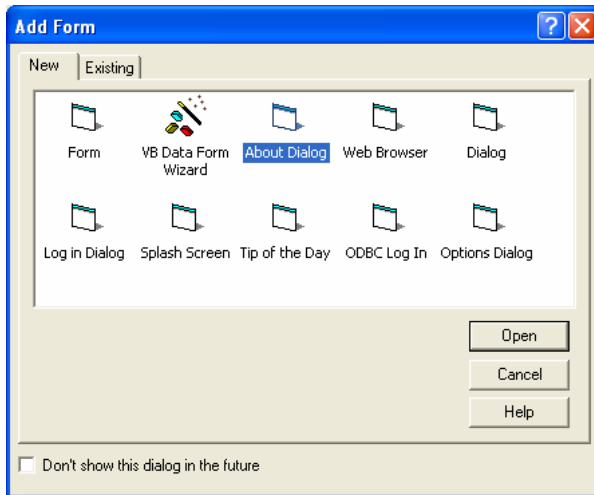 Add Form
New Existing
Form VB Data Form Wizard About Dialog Web Browser Dialog
Log in Dialog Splash Screen Tip of the Day ODBC Log In Options Dialog
Open
Cancel
Help
Don't show this dialog in the future